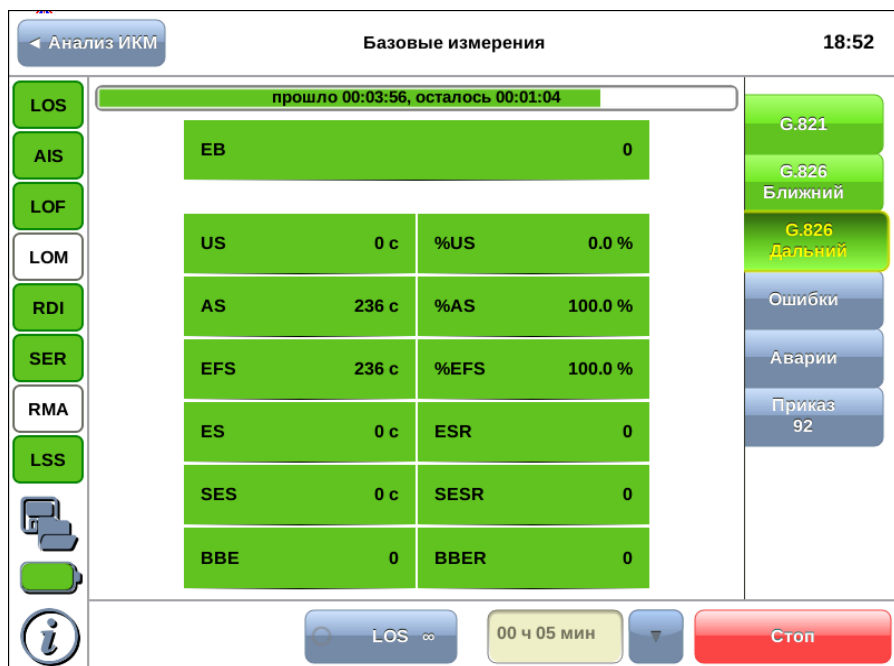 ◄ Анализ ИКМ
Базовые измерения
18:52
LOS
AIS
LOF
LOM
RDI
SER
RMA
LSS
прошло 00:03:56, осталось 00:01:04
EB 0
US 0 с %US 0.0 %
AS 236 с %AS 100.0 %
EFS 236 с %EFS 100.0 %
ES 0 с ESR 0
SES 0 с SESR 0
BBE 0 BBER 0
G.821
G.826
Ближний
G.826
Дальний
Ошибки
Аварии
Приказ
92
i
LOS ∞
00 ч 05 мин
▼
Стоп